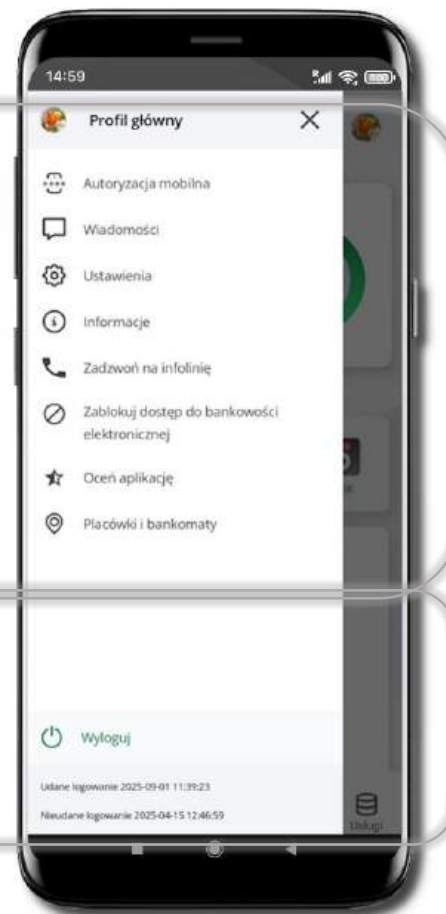 14:59
Profil główny
Autoryzacja mobilna
Wiadomości
Ustawienia
Informacje
Zadzwoń na infolinię
Zablokuj dostęp do bankowości
elektronicznej
Oceń aplikację
Placówki i bankomaty
Wyloguj
Udane logowanie 2025-09-01 11:39:23
Nieudane logowanie 2025-04-15 12:46:59
Usługi